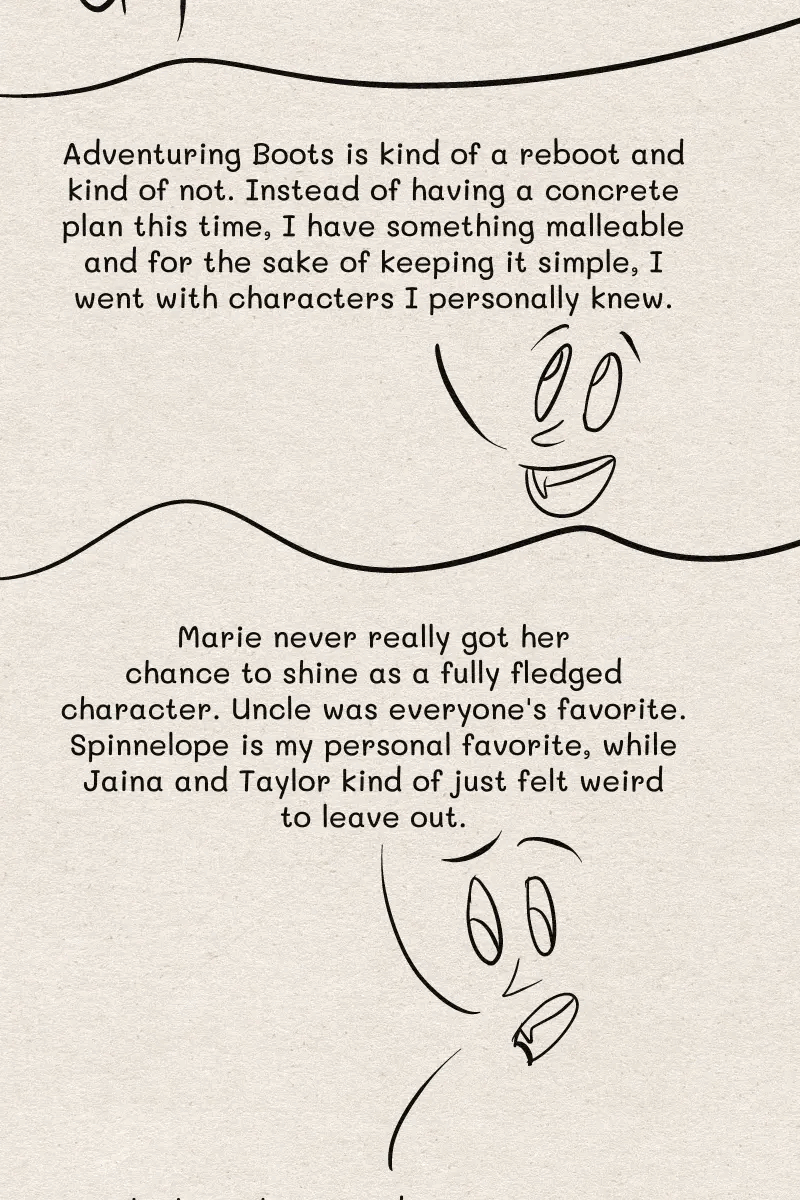 Adventuring Boots is kind of a reboot and
kind of not. Instead of having a concrete
plan this time, I have something malleable
and for the sake of keeping it simple, I
went with characters I personally knew.
Marie never really got her
chance to shine as a fully fledged
character. Uncle was everyone's favorite.
Spinnelope is my personal favorite, while
Jaina and Taylor kind of just felt weird
to leave out.